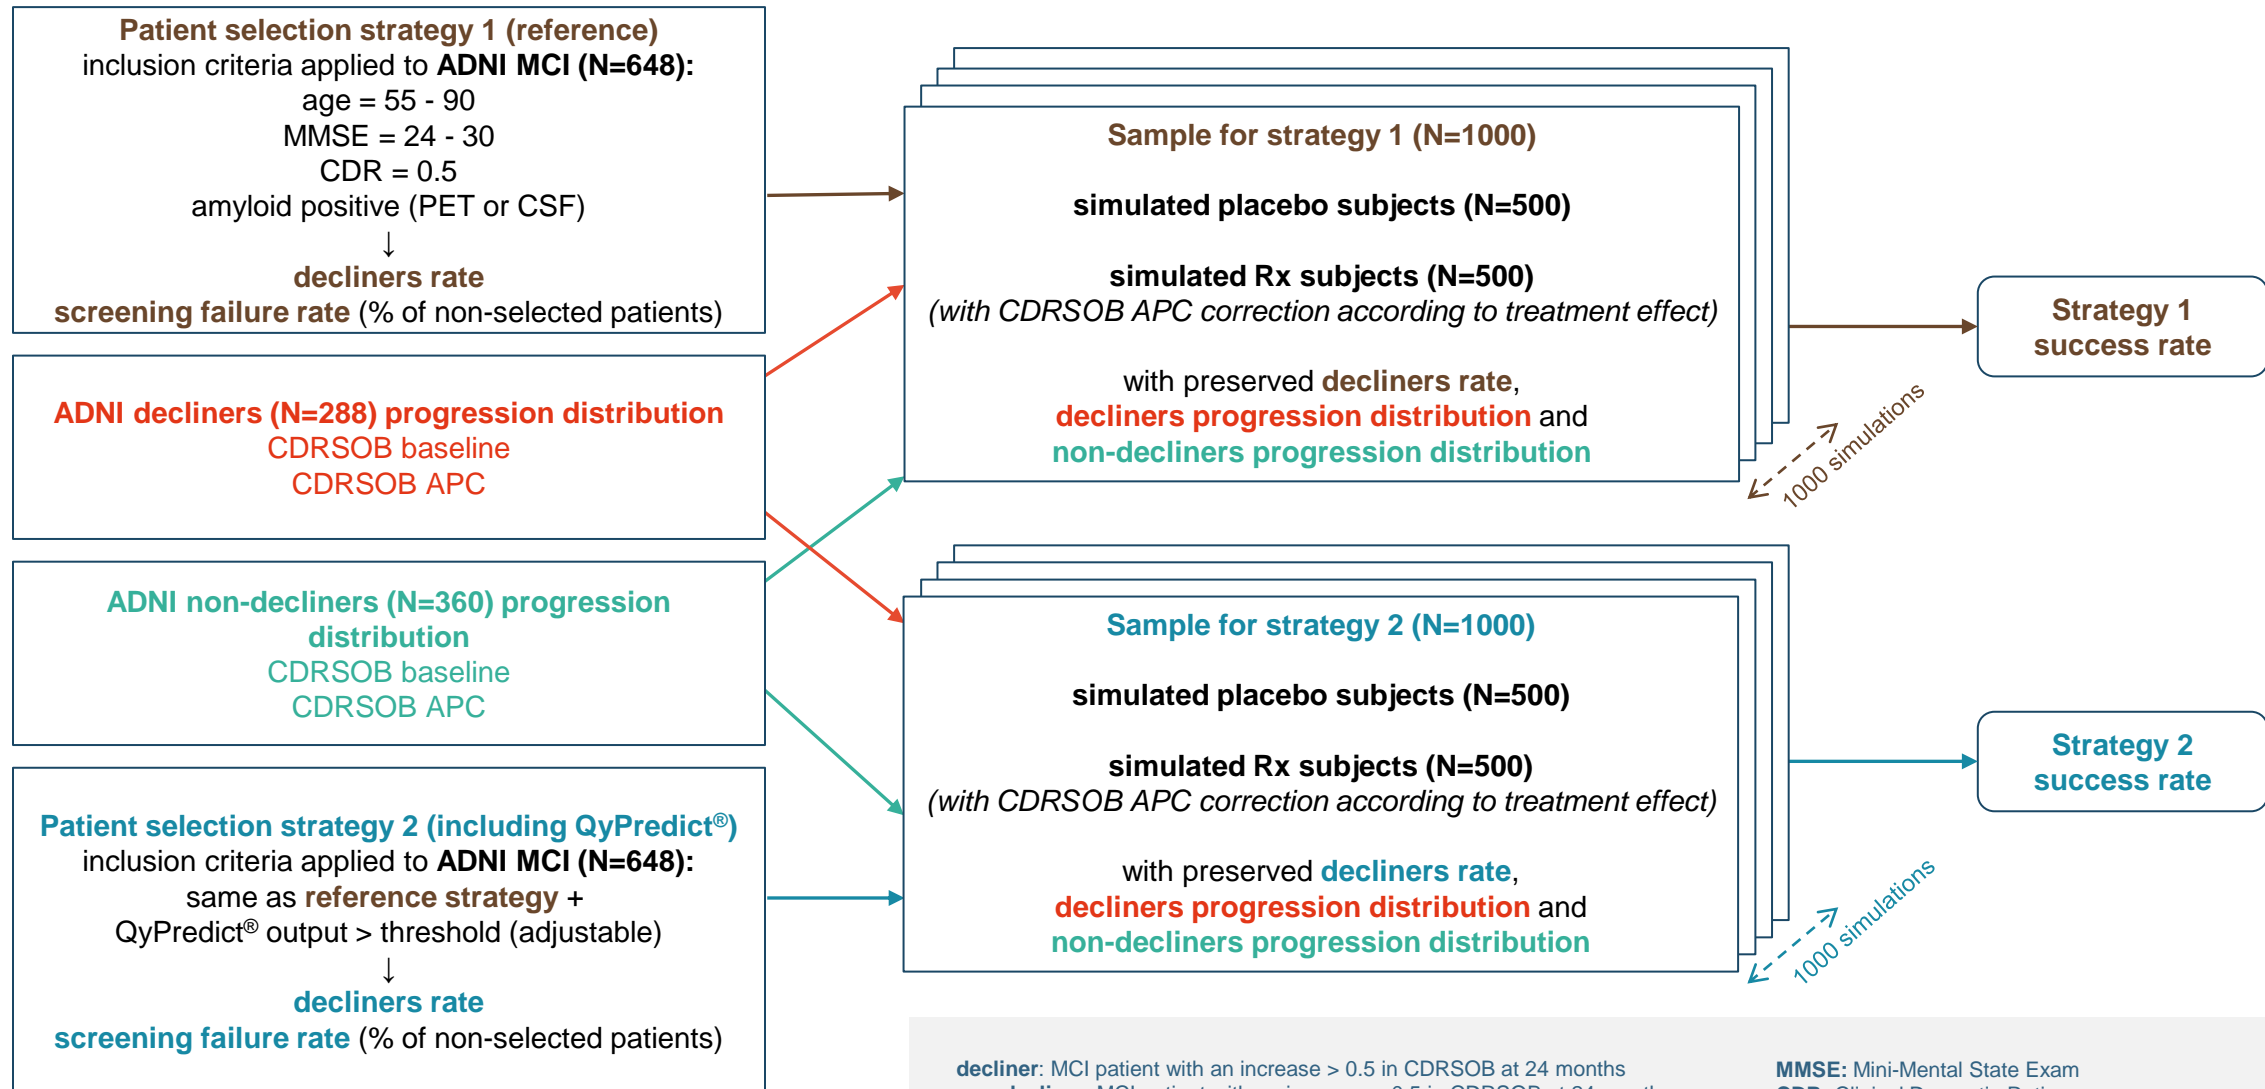 Patient selection strategy 1 (reference)
inclusion criteria applied to ADNI MCI (N=648):
age = 55 - 90
MMSE = 24 - 30
CDR = 0.5
amyloid positive (PET or CSF)
↓
decliners rate
screening failure rate (% of non-selected patients)
ADNI decliners (N=288) progression distribution
CDRSOB baseline
CDRSOB APC
ADNI non-decliners (N=360) progression
distribution
CDRSOB baseline
CDRSOB APC
Patient selection strategy 2 (including QyPredict®)
inclusion criteria applied to ADNI MCI (N=648):
same as reference strategy +
QyPredict® output > threshold (adjustable)
↓
decliners rate
screening failure rate (% of non-selected patients)
Sample for strategy 1 (N=1000)
simulated placebo subjects (N=500)
simulated Rx subjects (N=500)
(with CDRSOB APC correction according to treatment effect)
with preserved decliners rate,
decliners progression distribution and
non-decliners progression distribution
1000 simulations
Strategy 1
success rate
Sample for strategy 2 (N=1000)
simulated placebo subjects (N=500)
simulated Rx subjects (N=500)
(with CDRSOB APC correction according to treatment effect)
with preserved decliners rate,
decliners progression distribution and
non-decliners progression distribution
1000 simulations
Strategy 2
success rate
decliner: MCI patient with an increase > 0.5 in CDRSOB at 24 months
MMSE: Mini-Mental State Exam